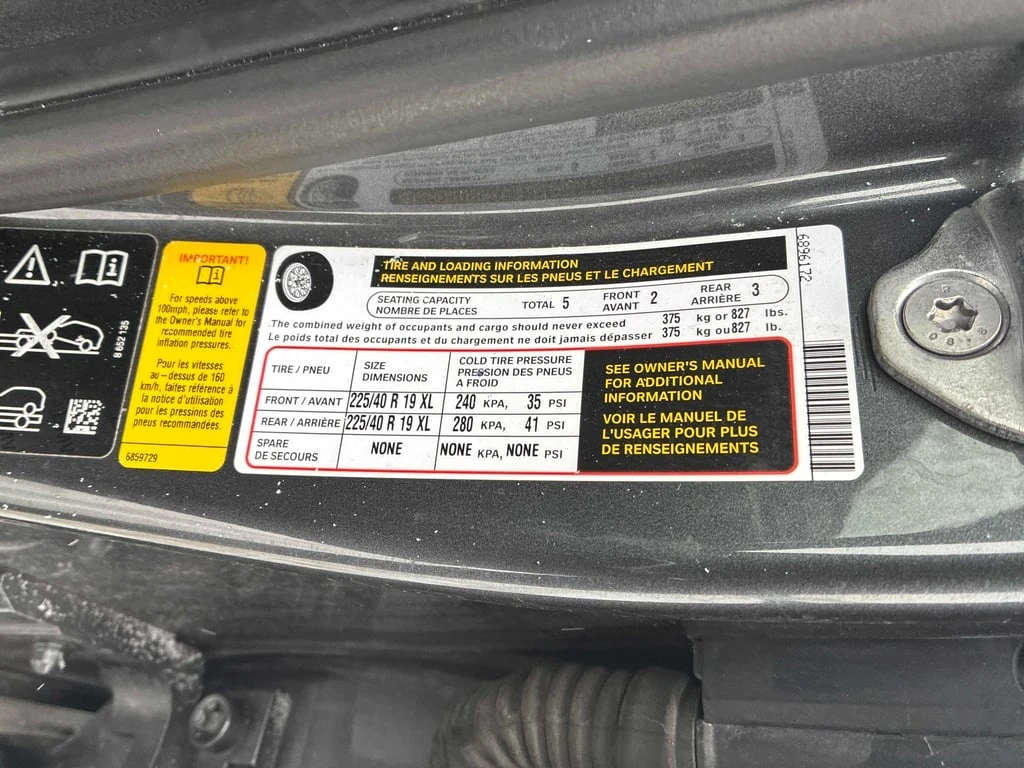 8 652 135
IMPORTANT!
For speeds above
100mph, please refer to
the Owner's Manual for
recommended tire
inflation pressures.
Pour les vitesses
au – dessus de 160
km/h, faites référence à
la notice d'utilisation
pour les pressinns des
pneus recommandées.
6859729
TIRE AND LOADING INFORMATION
RENSEIGNEMENTS SUR LES PNEUS ET LE CHARGEMENT
SEATING CAPACITY
NOMBRE DE PLACES
TOTAL 5
FRONT
AVANT 2
REAR
ARRIÈRE 3
The combined weight of occupants and cargo should never exceed 375 kg or 827 lbs.
Le poids total des occupants et du chargement ne doit jamais dépasser 375 kg ou 827 lb.
TIRE / PNEU
SIZE
DIMENSIONS
COLD TIRE PRESSURE
PRESSION DES PNEUS
A FROID
FRONT / AVANT 225/40 R 19 XL 240 KPA, 35 PSI
REAR / ARRIÈRE 225/40 R 19 XL 280 KPA, 41 PSI
SPARE
DE SECOURS
NONE NONE KPA, NONE PSI
SEE OWNER'S MANUAL
FOR ADDITIONAL
INFORMATION
VOIR LE MANUEL DE
L'USAGER POUR PLUS
DE RENSEIGNEMENTS
6896172